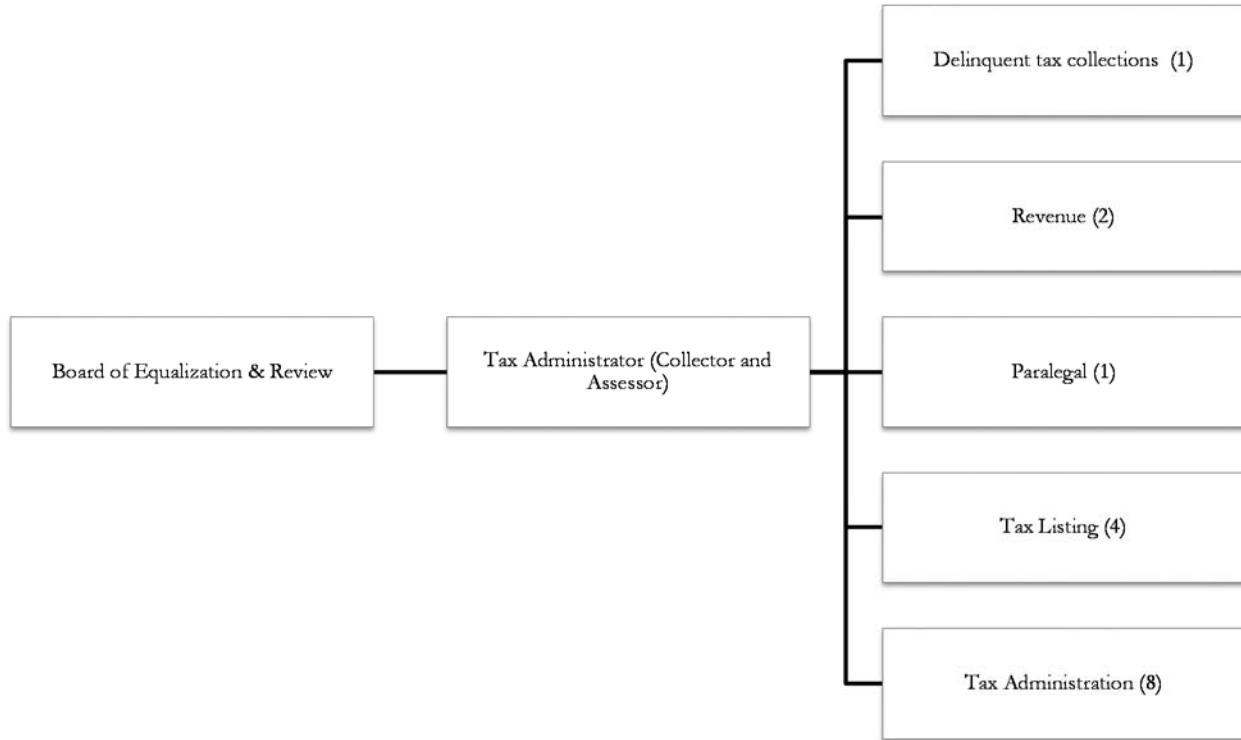 Delinquent tax collections (1)
Revenue (2)
Board of Equalization & Review
Tax Administrator (Collector and
Assessor)
Paralegal (1)
Tax Listing (4)
Tax Administration (8)